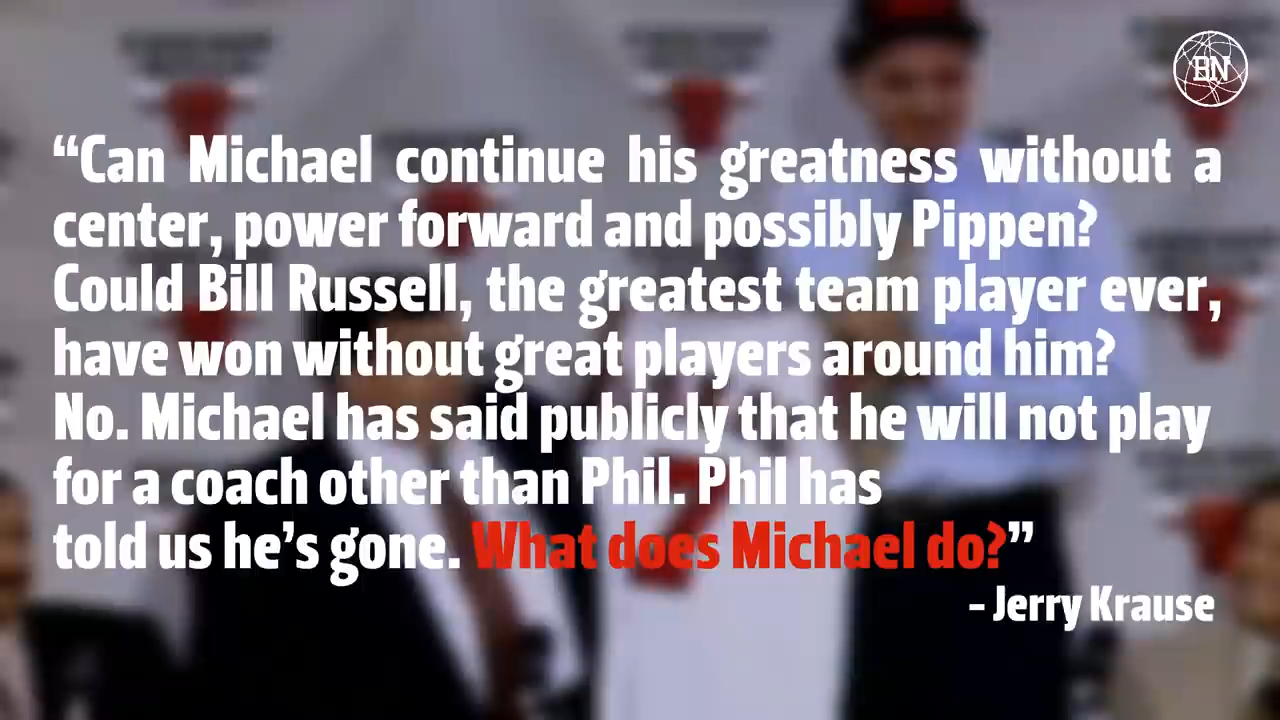 BN
“Can Michael continue his greatness without a
center, power forward and possibly Pippen?
Could Bill Russell, the greatest team player ever,
have won without great players around him?
No. Michael has said publicly that he will not play
for a coach other than Phil. Phil has
told us he’s gone. What does Michael do?”
- Jerry Krause